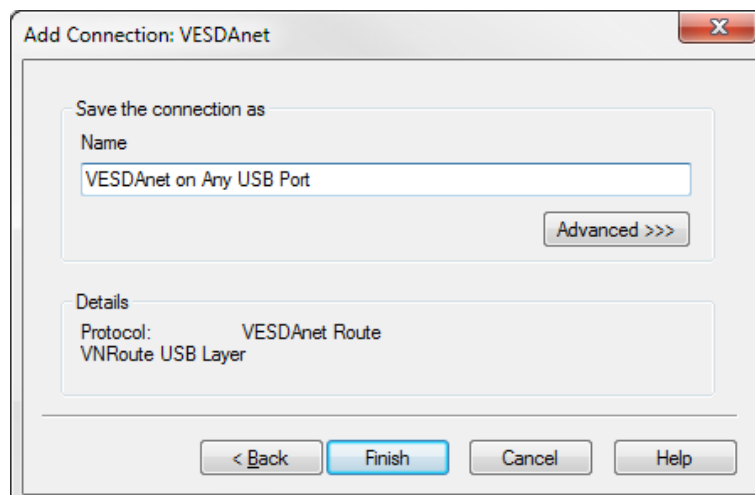 Add Connection: VESDAnet
Save the connection as
Name
VESDAnet on Any USB Port
Advanced >>>
Details
Protocol: VESDAnet Route
VNRoute USB Layer
< Back Finish Cancel Help